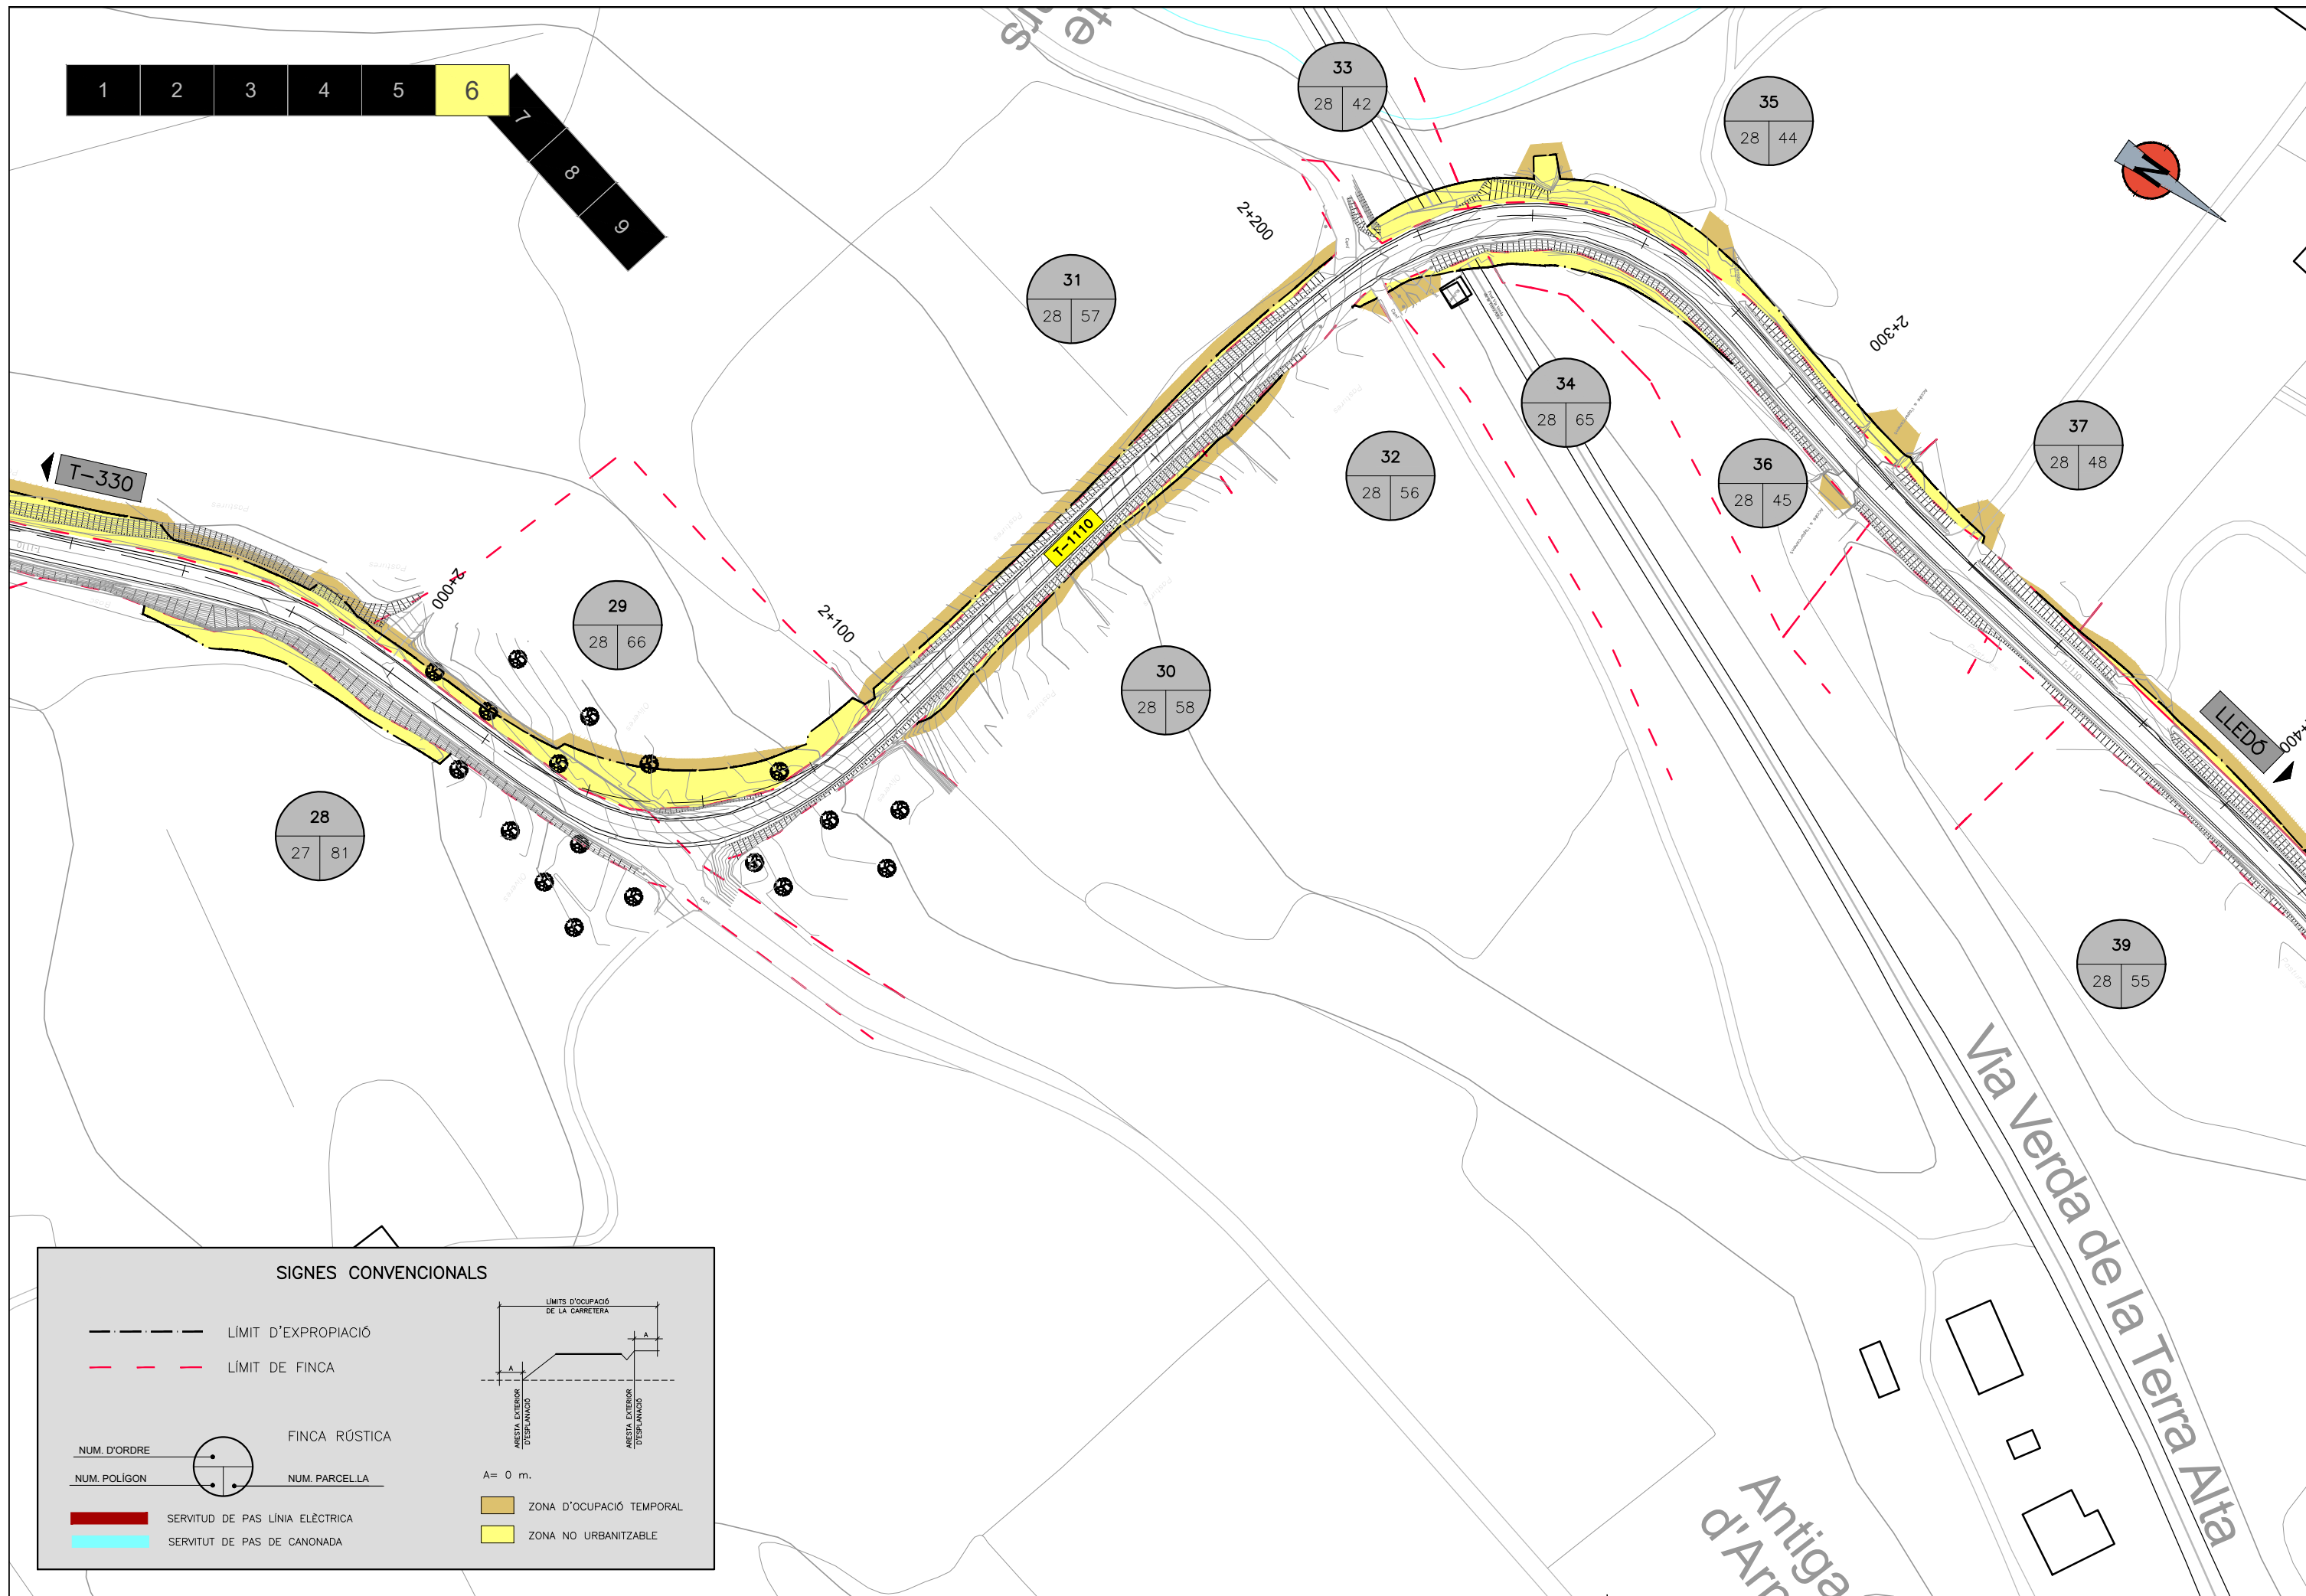 1 2 3 4 5 6
7
8
9
33
28 42
35
28 44
N
2+200
31
28 57
2+300
34
28 65
37
28 48
32
28 56
36
28 45
T-330
T-1110
2+000
29
28 66
2+100
30
28 58
LLEDÓ
28
27 81
39
28 55
Via Verda de la Terra Alta
Antiga
SIGNES CONVENCIONALS
LÍMIT D'EXPROPIACIÓ
LÍMIT DE FINCA
LÍMITS D'OCUPACIÓ
DE LA CARRETERA
A
A
ARESTA EXTERIOR
D'ESPLANACIÓ
ARESTA EXTERIOR
D'ESPLANACIÓ
A= 0 m.
FINCA RÚSTICA
NUM. D'ORDRE
NUM. POLÍGON
NUM. PARCEL.LA
SERVITUD DE PAS LÍNIA ELÈCTRICA
SERVITUT DE PAS DE CANONADA
ZONA D'OCUPACIÓ TEMPORAL
ZONA NO URBANITZABLE